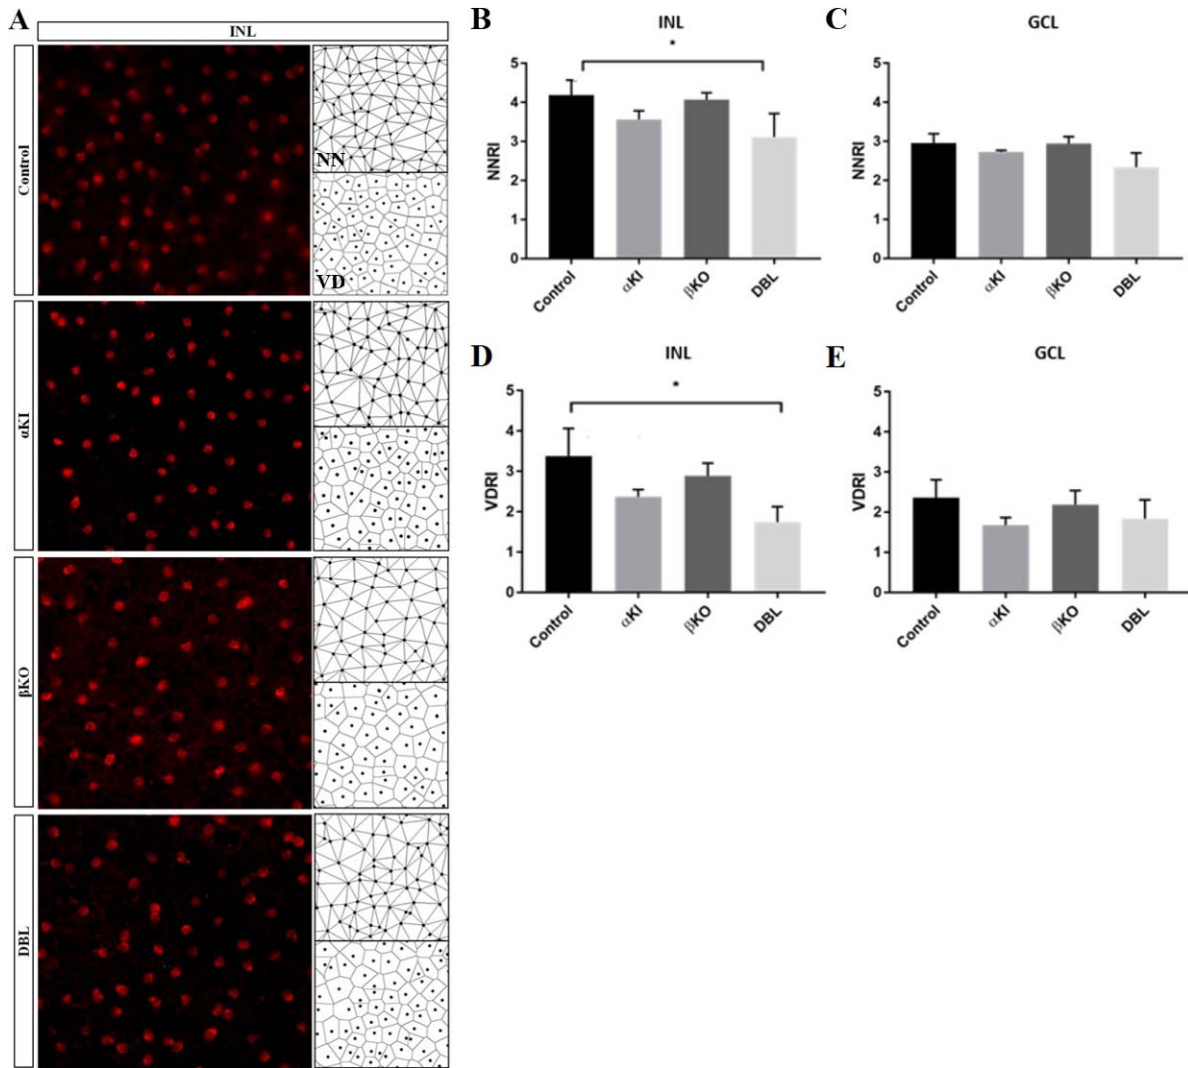 A
INL
Control
NN
VD
αKI
βKO
DBL
B
INL
*
NNRI
5
4
3
2
1
0
Control
αKI
βKO
DBL
C
GCL
NNRI
5
4
3
2
1
0
Control
αKI
βKO
DBL
D
INL
*
VDRI
5
4
3
2
1
0
Control
αKI
βKO
DBL
E
GCL
VDRI
5
4
3
2
1
0
Control
αKI
βKO
DBL